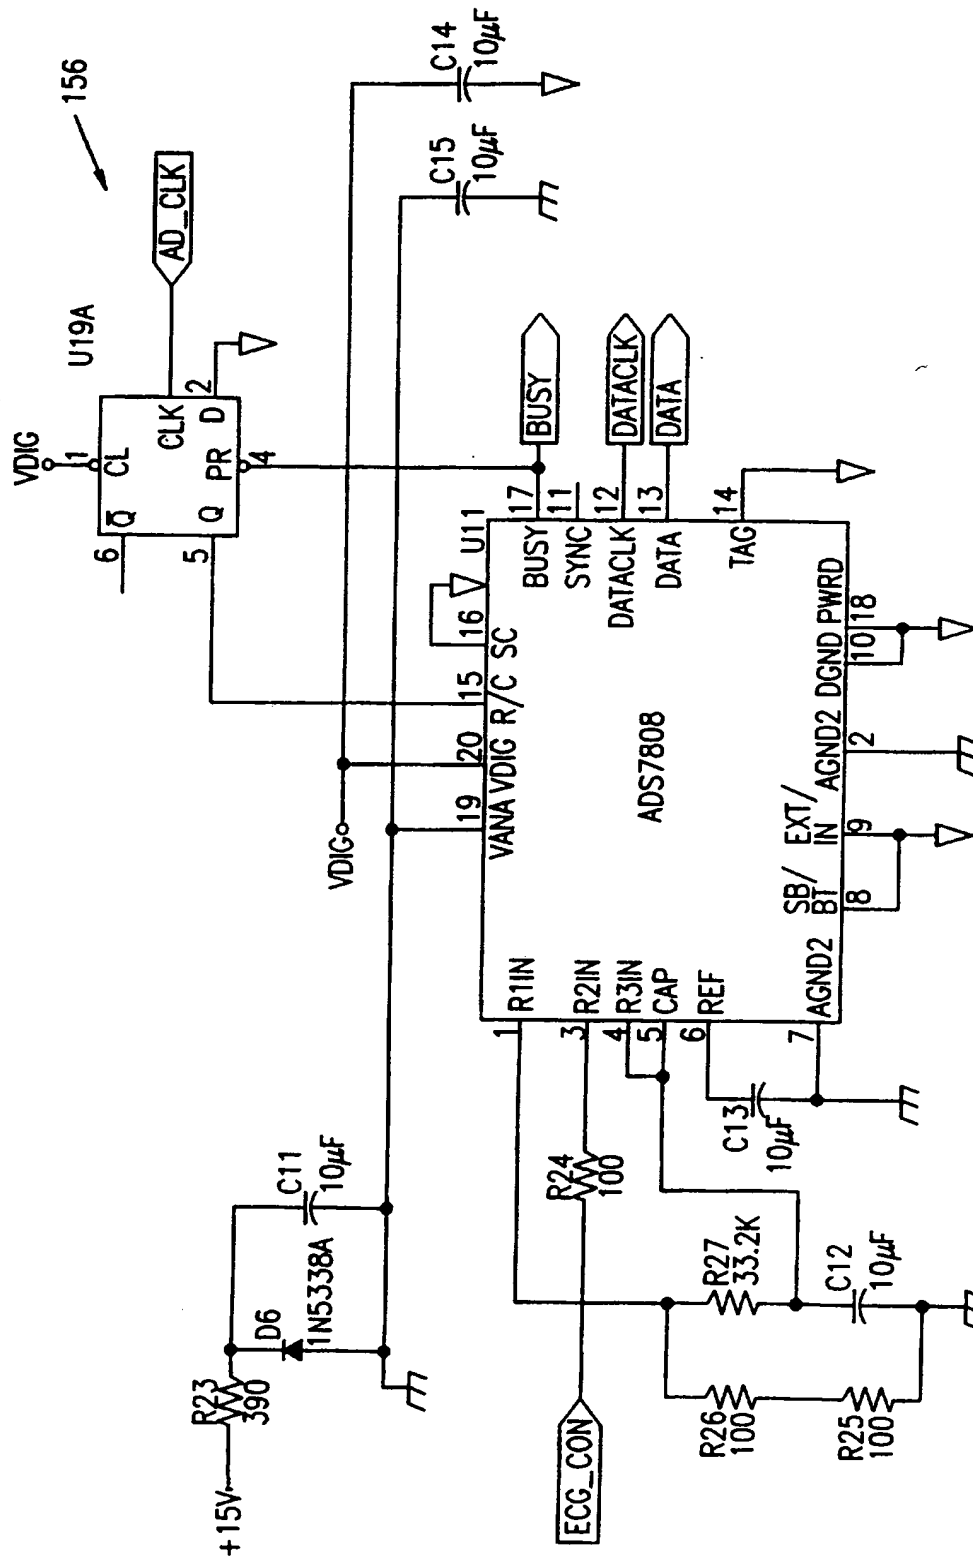 156
U19A
AD_CLK
VDIG
1
CL
CLK
2
D
Q̅
6
Q
5
PR
4
C14
10µF
C15
10µF
VDIG
+15V
R23
390
D6
1N5338A
C11
10µF
19
VANA
20
VDIG
15
R/C
16
SC
U11
ADS7808
17
BUSY
BUSY
11
SYNC
12
DATACLK
DATACLK
13
DATA
DATA
14
TAG
R1IN
1
R2IN
3
R3IN
4
CAP
5
REF
6
AGND2
7
SB/
BT
8
EXT/
IN
9
AGND2
2
DGND
10
PWRD
18
ECG_CON
R24
100
C13
10µF
R27
33.2K
C12
10µF
R26
100
R25
100